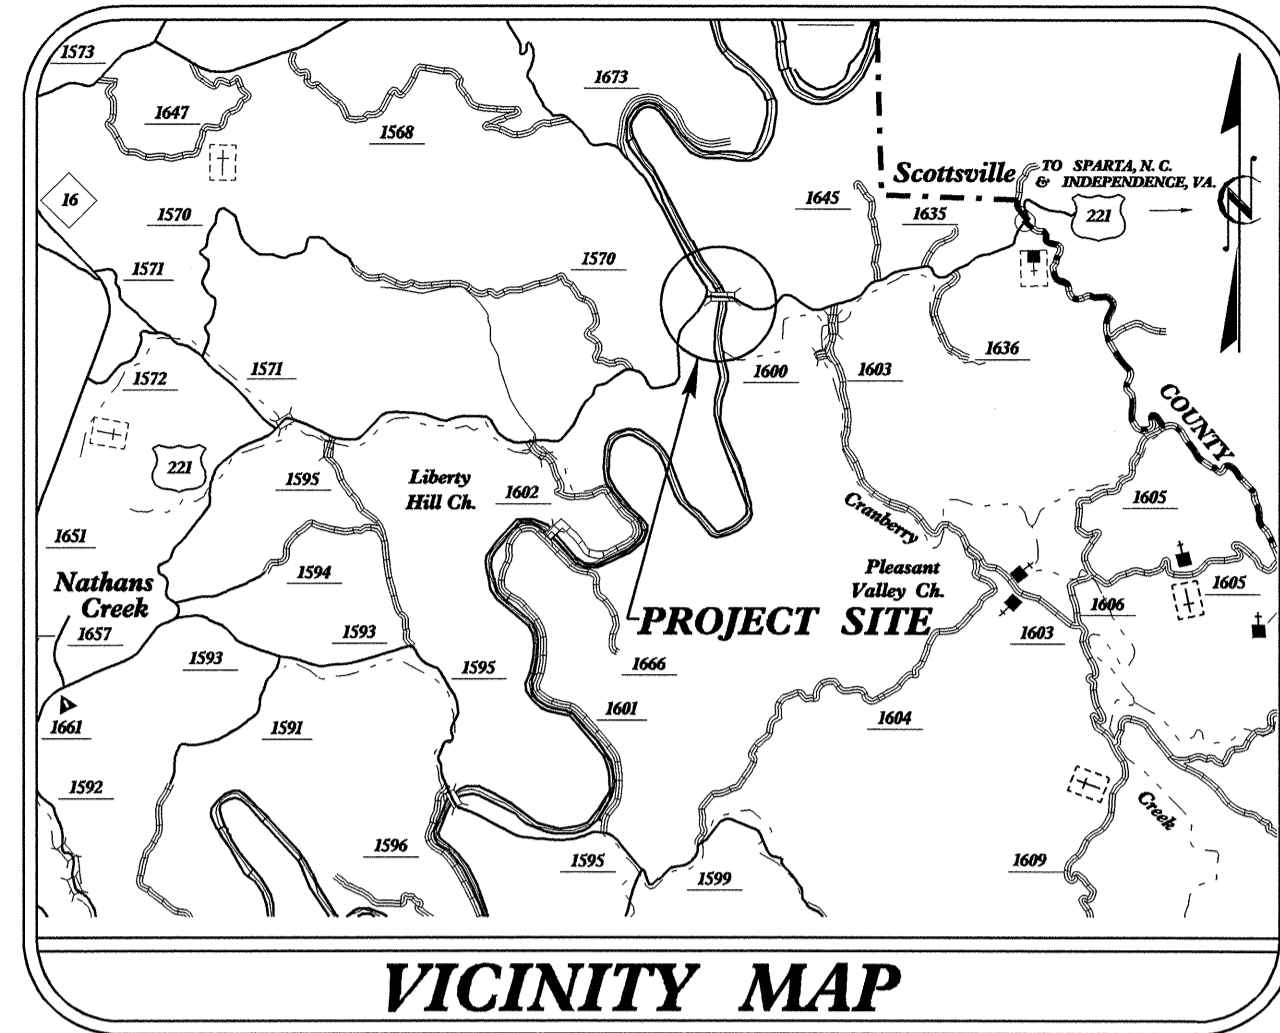 1573
1673
1647
1568
Scottsville
TO SPARTA, N. C.
& INDEPENDENCE, VA.
16
1645
1570
1635
221
N
1571
1570
1572
1571
1600
1603
1636
COUNTY
221
1595
Liberty
Hill Ch.
1602
1605
Cranberry
1651
Nathans
Creek
1594
Pleasant
Valley Ch.
1605
1606
PROJECT SITE
1657
1593
1603
1593
1595
1666
1661
1591
1601
1604
1592
Creek
1596
1595
1599
1609
VICINITY MAP